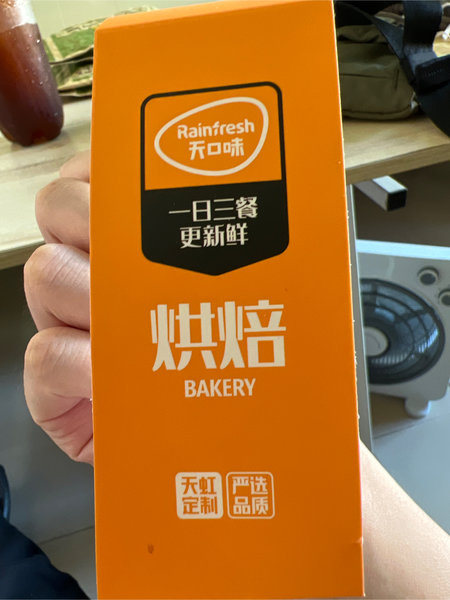 Rainfresh
天口味
一日三餐
更新鲜
烘焙
BAKERY
天虹 严选
定制 品质